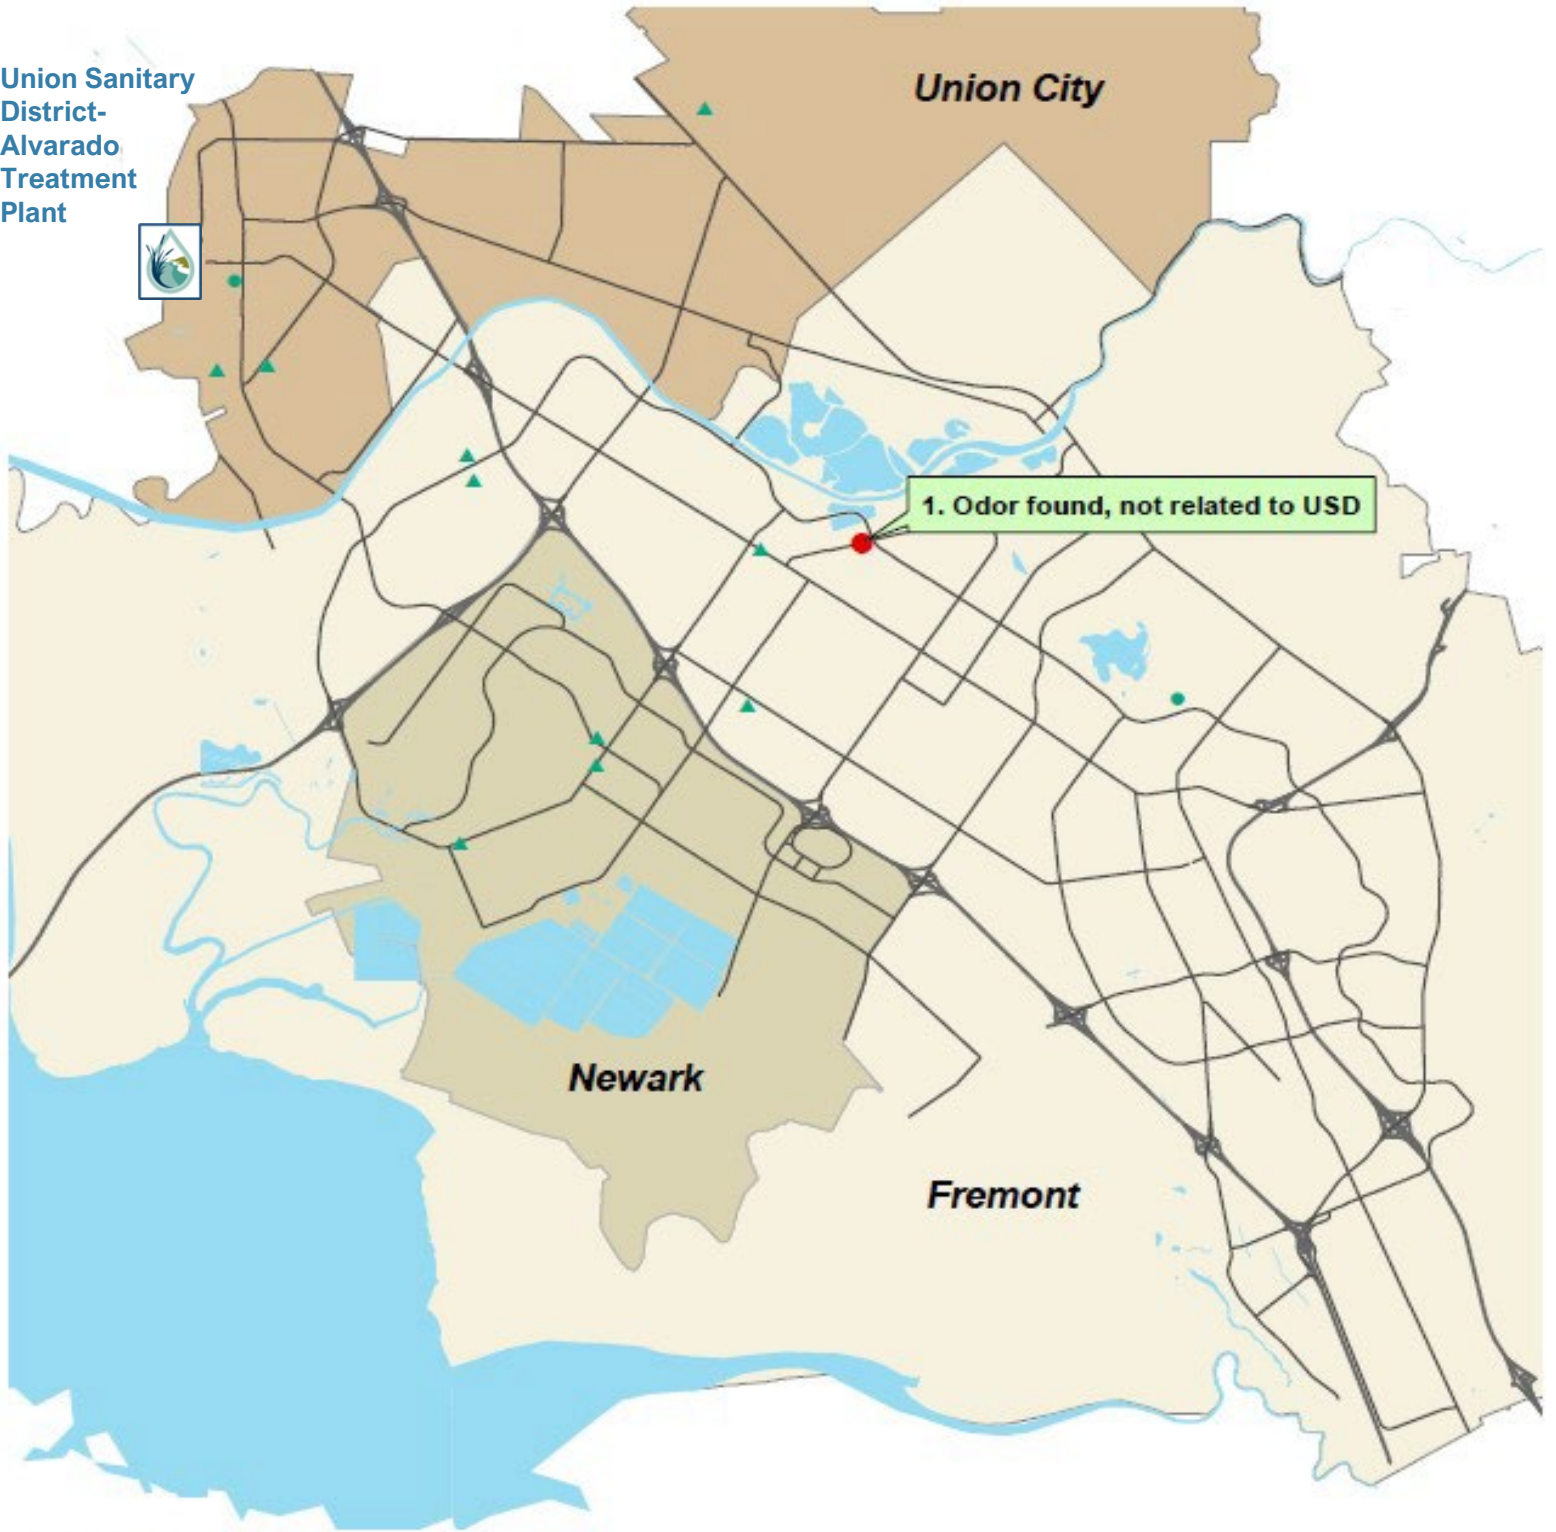 Union City
Union Sanitary
District-
Alvarado
Treatment
Plant
1. Odor found, not related to USD
Newark
Fremont